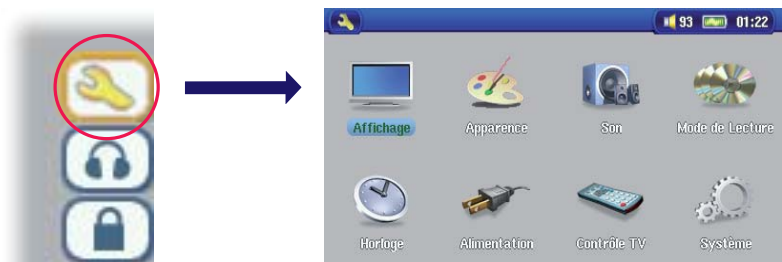 93 01:22
Affichage Apparence Son Mode de Lecture
Horloge Alimentation Contrôle TV Système